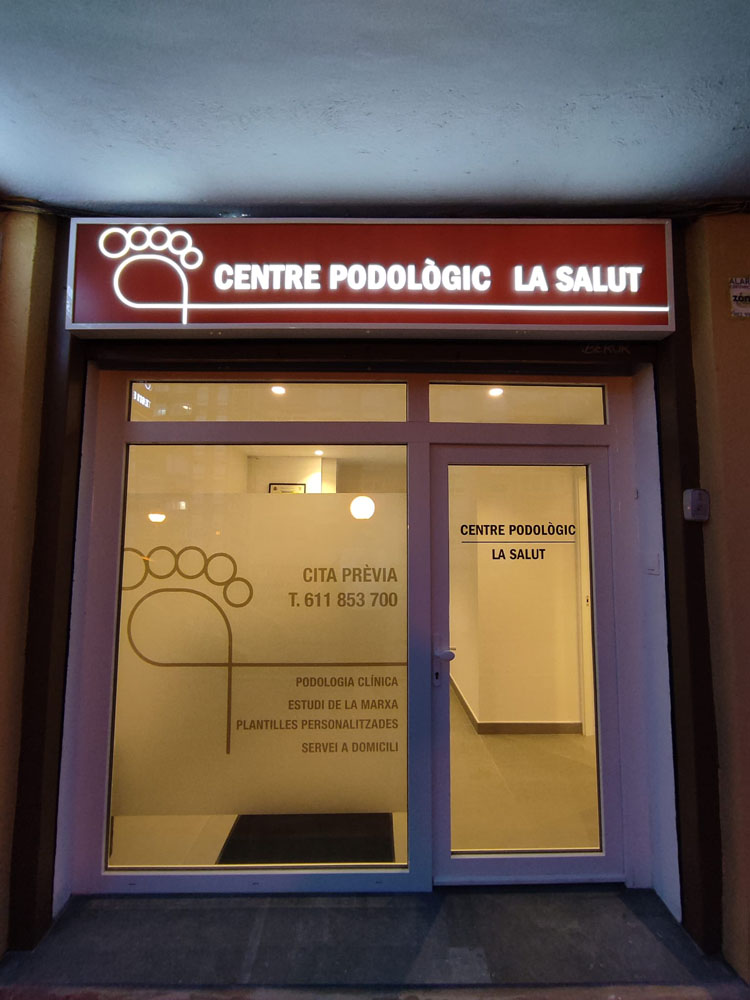 CENTRE PODOLÒGIC LA SALUT
CENTRE PODOLÒGIC
LA SALUT
CITA PRÈVIA
T. 611 853 700
PODOLOGIA CLÍNICA
ESTUDI DE LA MARXA
PLANTILLES PERSONALITZADES
SERVEI A DOMICILI